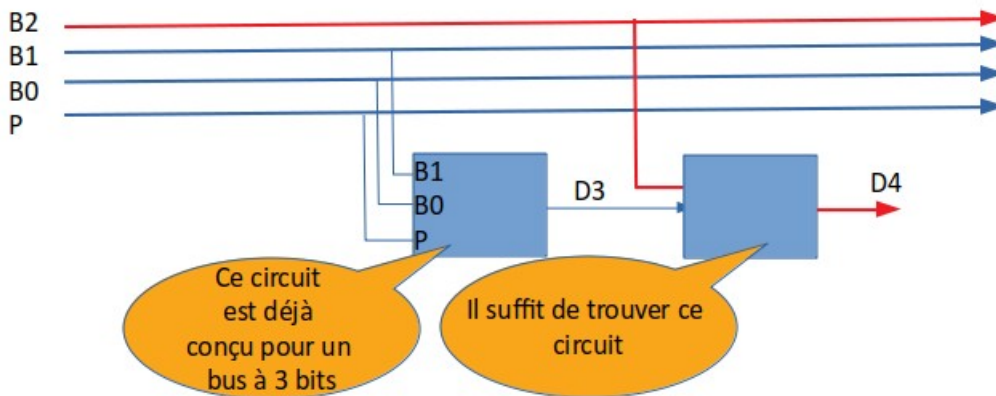 B2
B1
B0
P
B1
B0
P
D3
D4
Ce circuit
est déjà
conçu pour un
bus à 3 bits
Il suffit de trouver ce
circuit